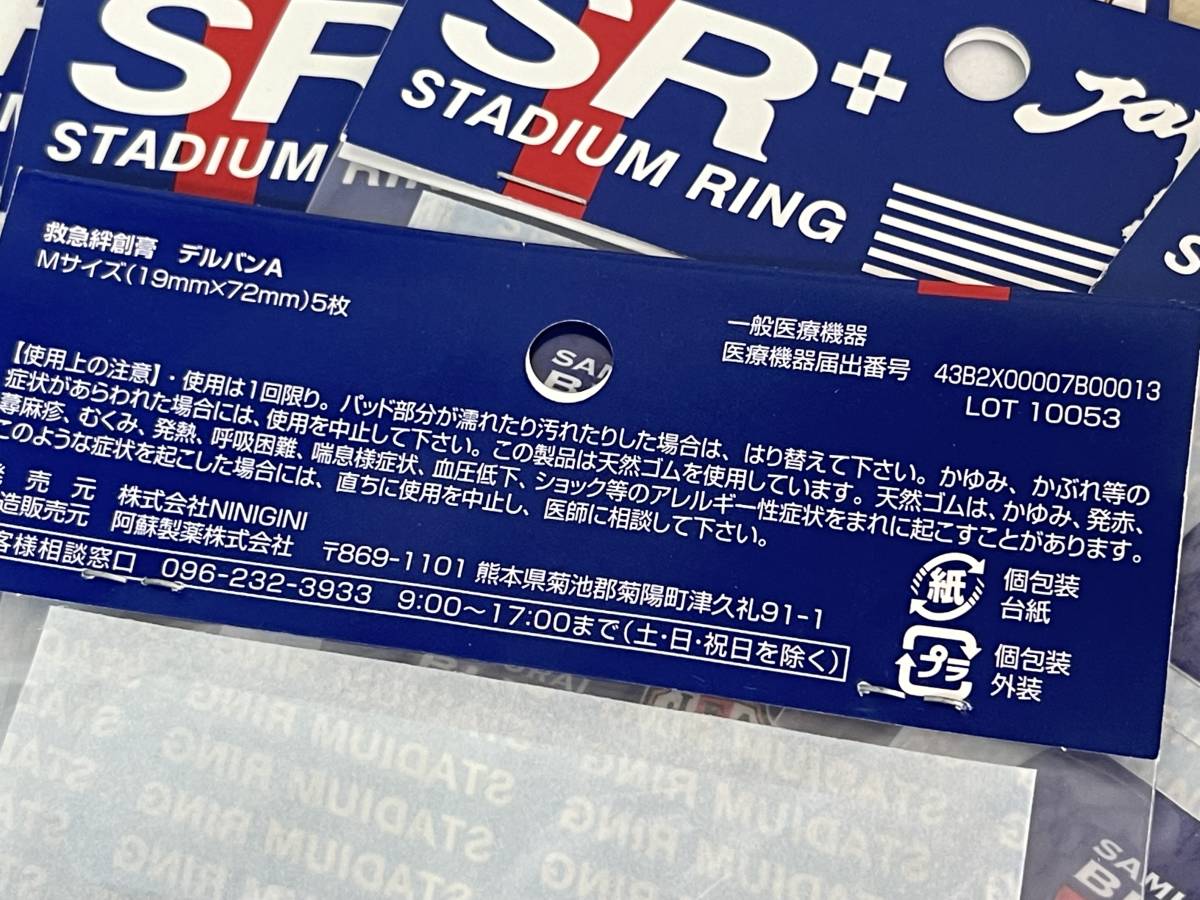 SR
STADIUM
SR+
STADIUM RING
救急絆創膏 デルバンA
Mサイズ(19mm×72mm)5枚
一般医療機器
医療機器届出番号 43B2X00007B00013
LOT 10053
【使用上の注意】・使用は1回限り。パッド部分が濡れたり汚れたりした場合は、はり替えて下さい。かゆみ、かぶれ等の
症状があらわれた場合には、使用を中止して下さい。この製品は天然ゴムを使用しています。天然ゴムは、かゆみ、発赤、
蕁麻疹、むくみ、発熱、呼吸困難、喘息様症状、血圧低下、ショック等のアレルギー性症状をまれに起こすことがあります。
このような症状を起こした場合には、直ちに使用を中止し、医師に相談して下さい。
売元 株式会社NINIGINI
造販売元 阿蘇製薬株式会社 〒869-1101 熊本県菊池郡菊陽町津久礼91-1
客様相談窓口 096-232-3933 9:00～17:00まで(土・日・祝日を除く)
紙
個包装
台紙
プラ
個包装
外装
STADIUM RING
STADIUM RING
STADIUM RING
STADIUM RING
STADIUM RING